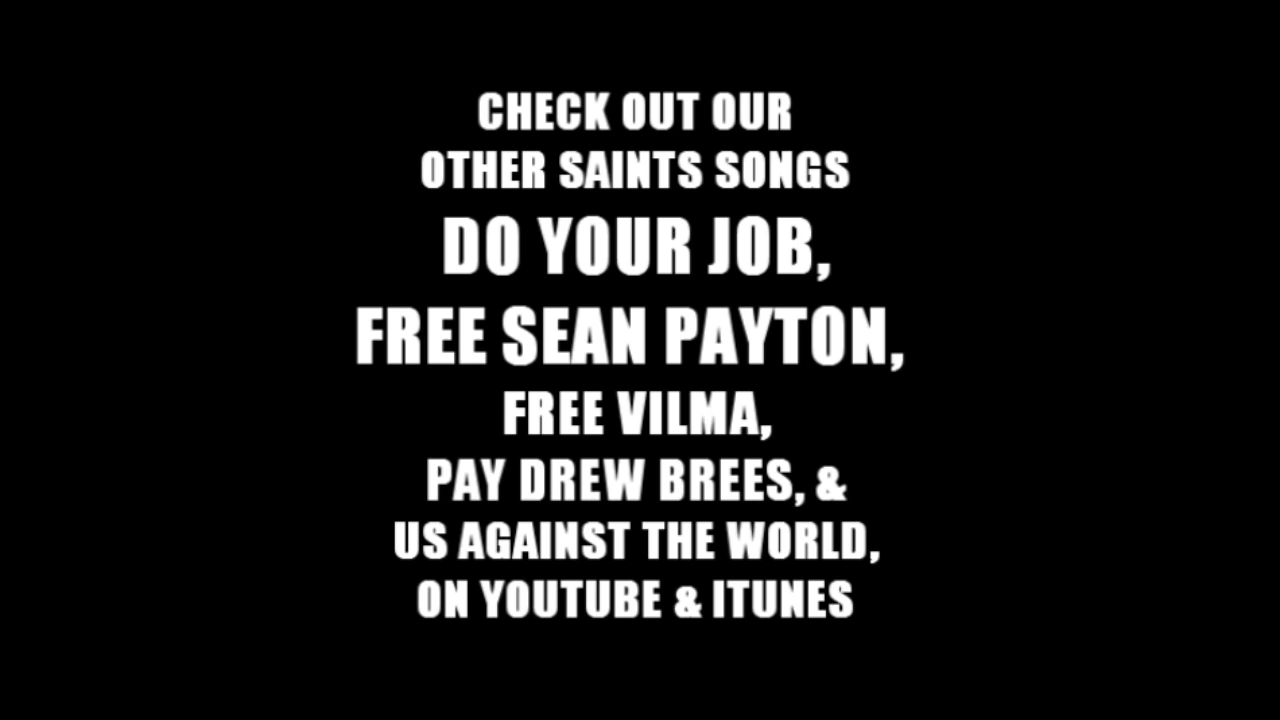 CHECK OUT OUR
OTHER SAINTS SONGS
DO YOUR JOB,
FREE SEAN PAYTON,
FREE VILMA,
PAY DREW BREES, &
US AGAINST THE WORLD,
ON YOUTUBE & ITUNES